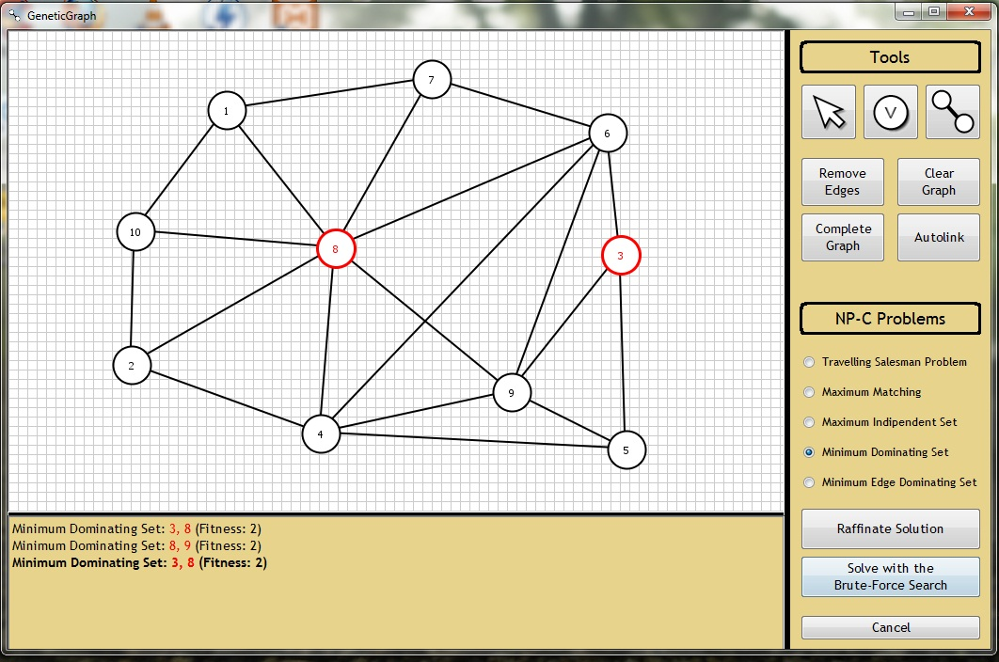 GeneticGraph
7
1
6
10
8
3
2
9
4
5
Minimum Dominating Set: 3, 8 (Fitness: 2)
Minimum Dominating Set: 8, 9 (Fitness: 2)
Minimum Dominating Set: 3, 8 (Fitness: 2)
Tools
V
Remove
Edges
Clear
Graph
Complete
Graph
Autolink
NP-C Problems
Travelling Salesman Problem
Maximum Matching
Maximum Indipendent Set
Minimum Dominating Set
Minimum Edge Dominating Set
Raffinate Solution
Solve with the
Brute-Force Search
Cancel